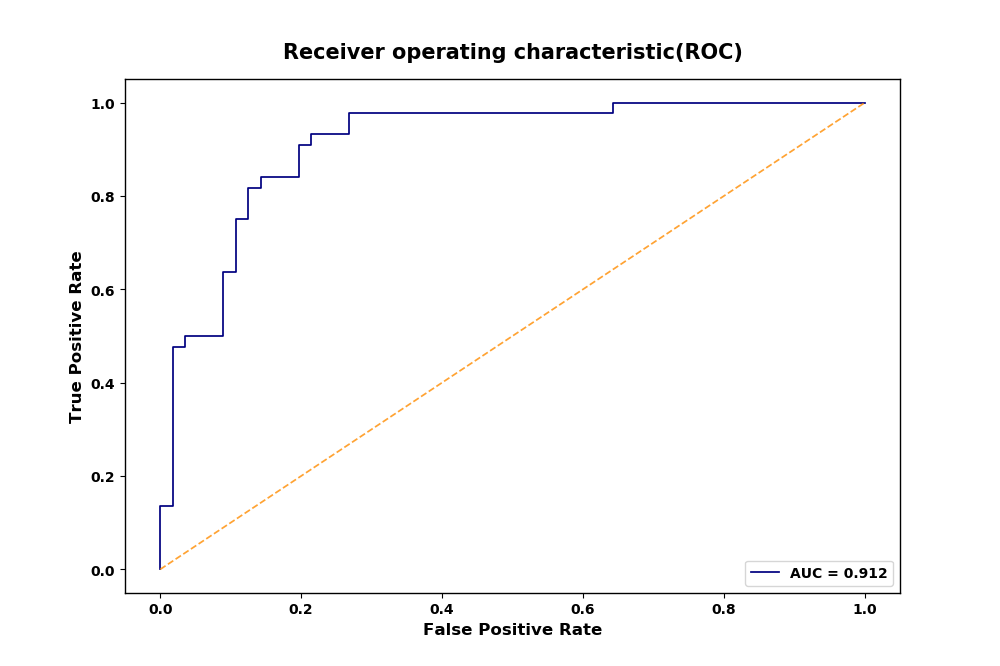 Receiver operating characteristic(ROC)
True Positive Rate
1.0
0.8
0.6
0.4
0.2
0.0
0.0 0.2 0.4 0.6 0.8 1.0
False Positive Rate
AUC = 0.912